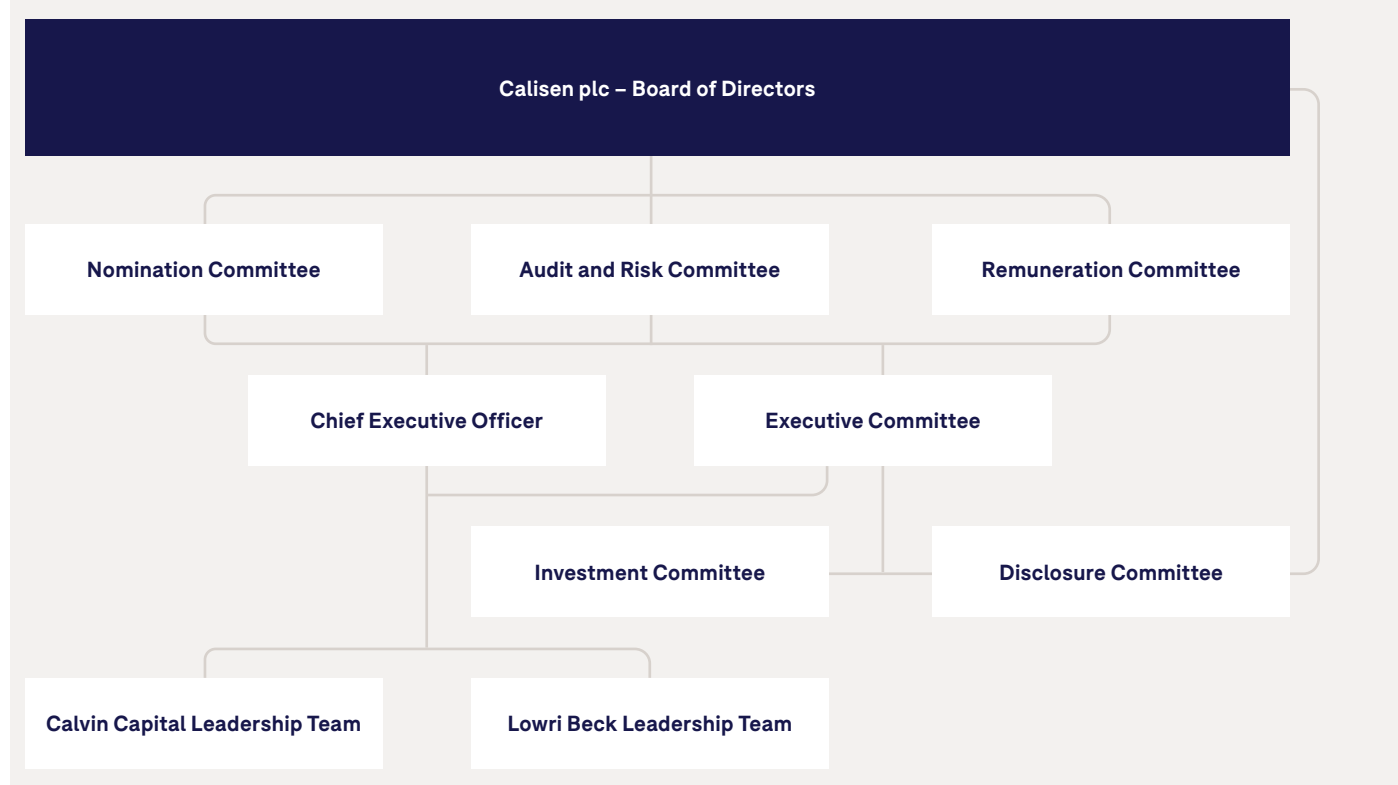 Calisen plc – Board of Directors
Nomination Committee
Audit and Risk Committee
Remuneration Committee
Chief Executive Officer
Executive Committee
Investment Committee
Disclosure Committee
Calvin Capital Leadership Team
Lowri Beck Leadership Team